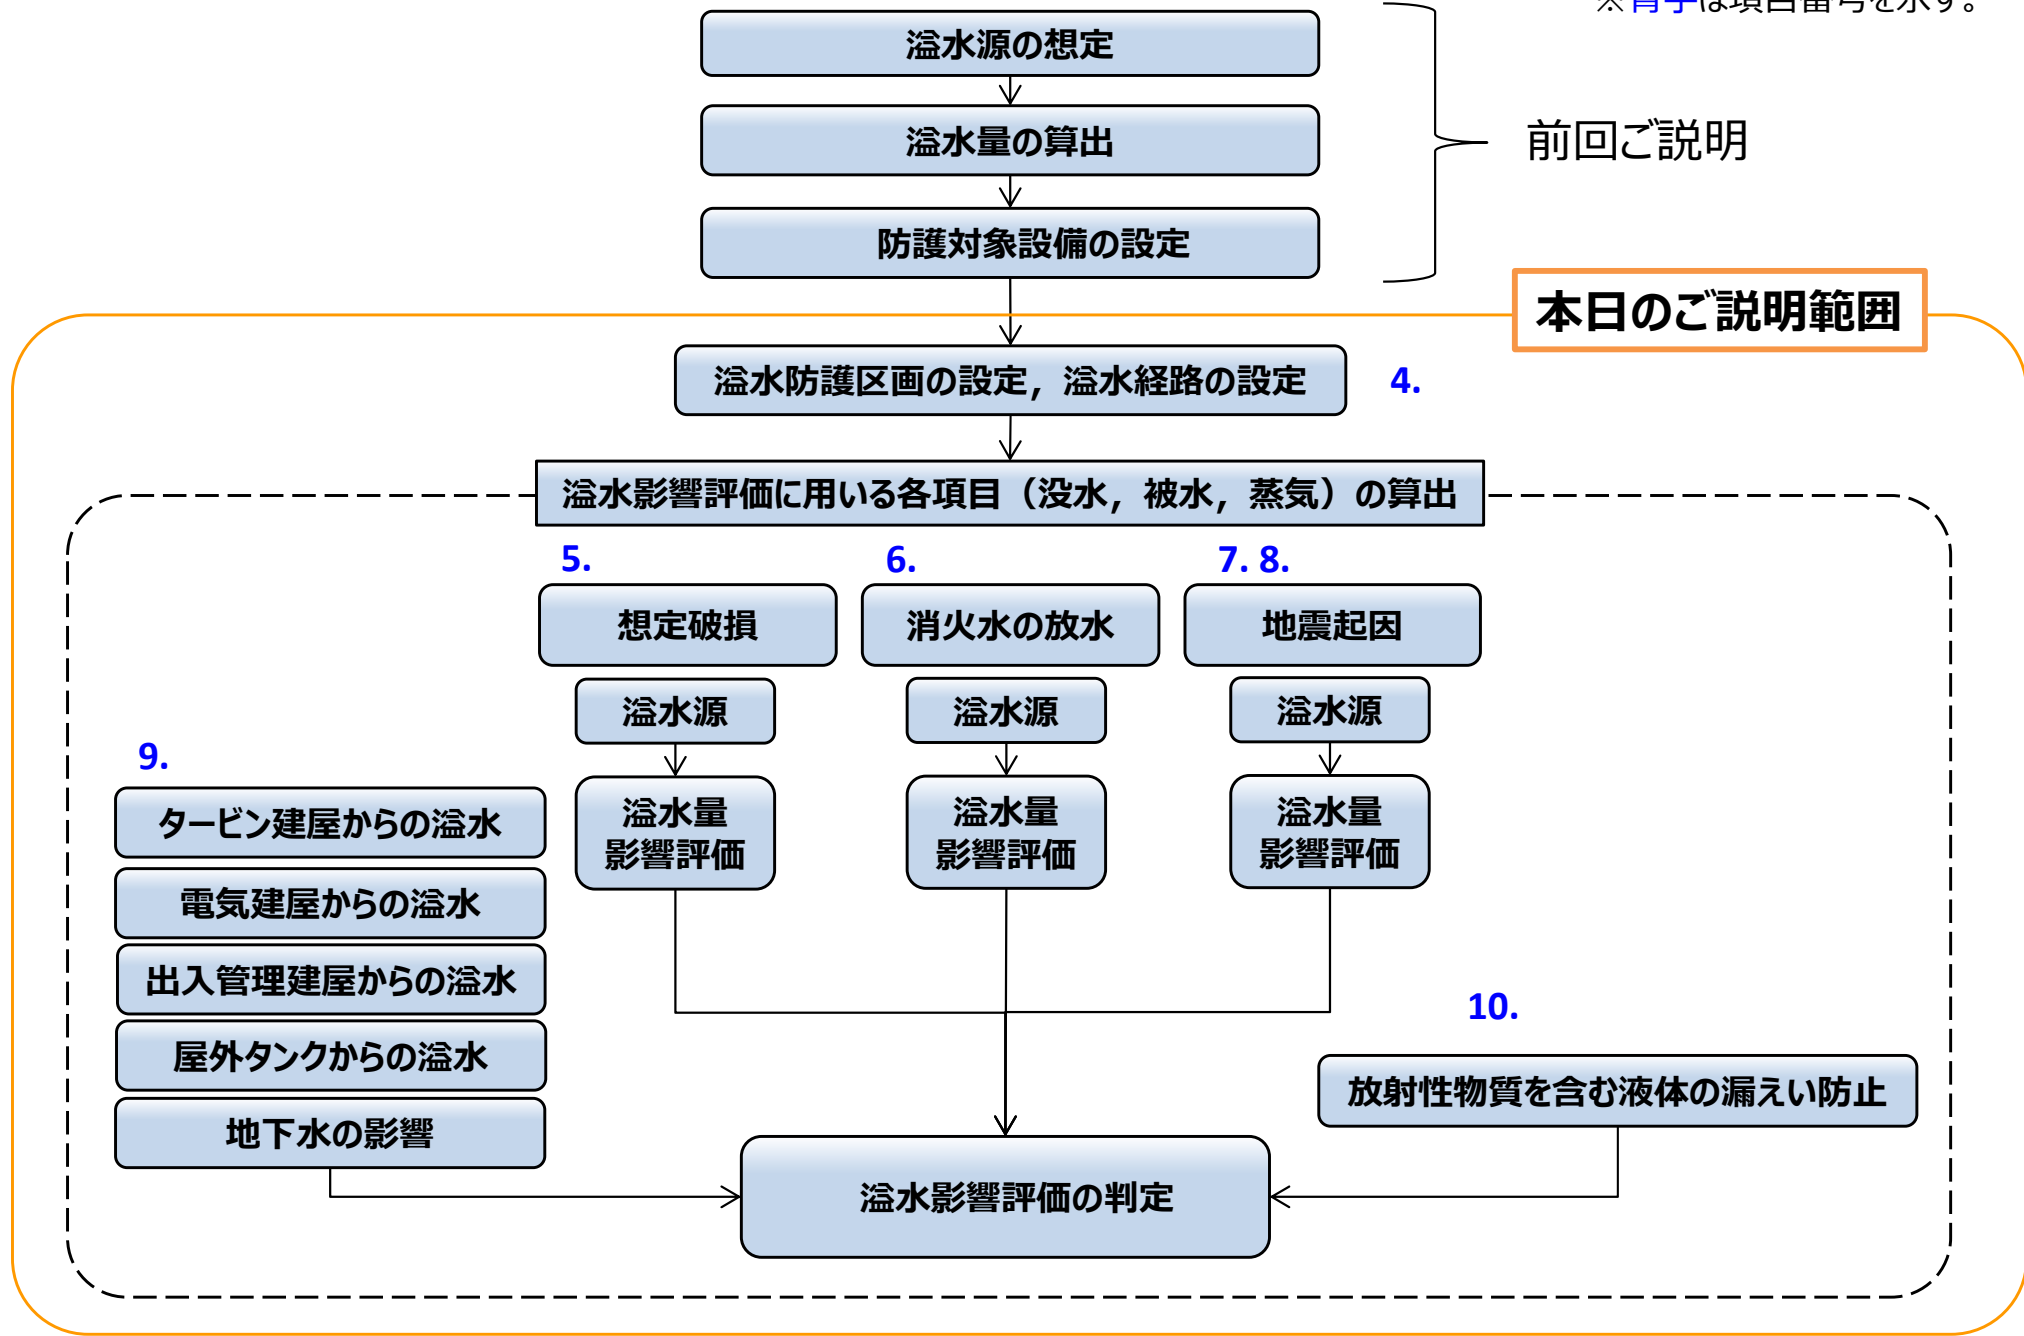 ※青字は項目番号を示す。
溢水源の想定
溢水量の算出
前回ご説明
防護対象設備の設定
本日のご説明範囲
溢水防護区画の設定，溢水経路の設定
4.
溢水影響評価に用いる各項目（没水，被水，蒸気）の算出
5.
6.
7. 8.
想定破損
消火水の放水
地震起因
溢水源
溢水源
溢水源
溢水量
影響評価
溢水量
影響評価
溢水量
影響評価
9.
タービン建屋からの溢水
電気建屋からの溢水
出入管理建屋からの溢水
屋外タンクからの溢水
地下水の影響
10.
放射性物質を含む液体の漏えい防止
溢水影響評価の判定